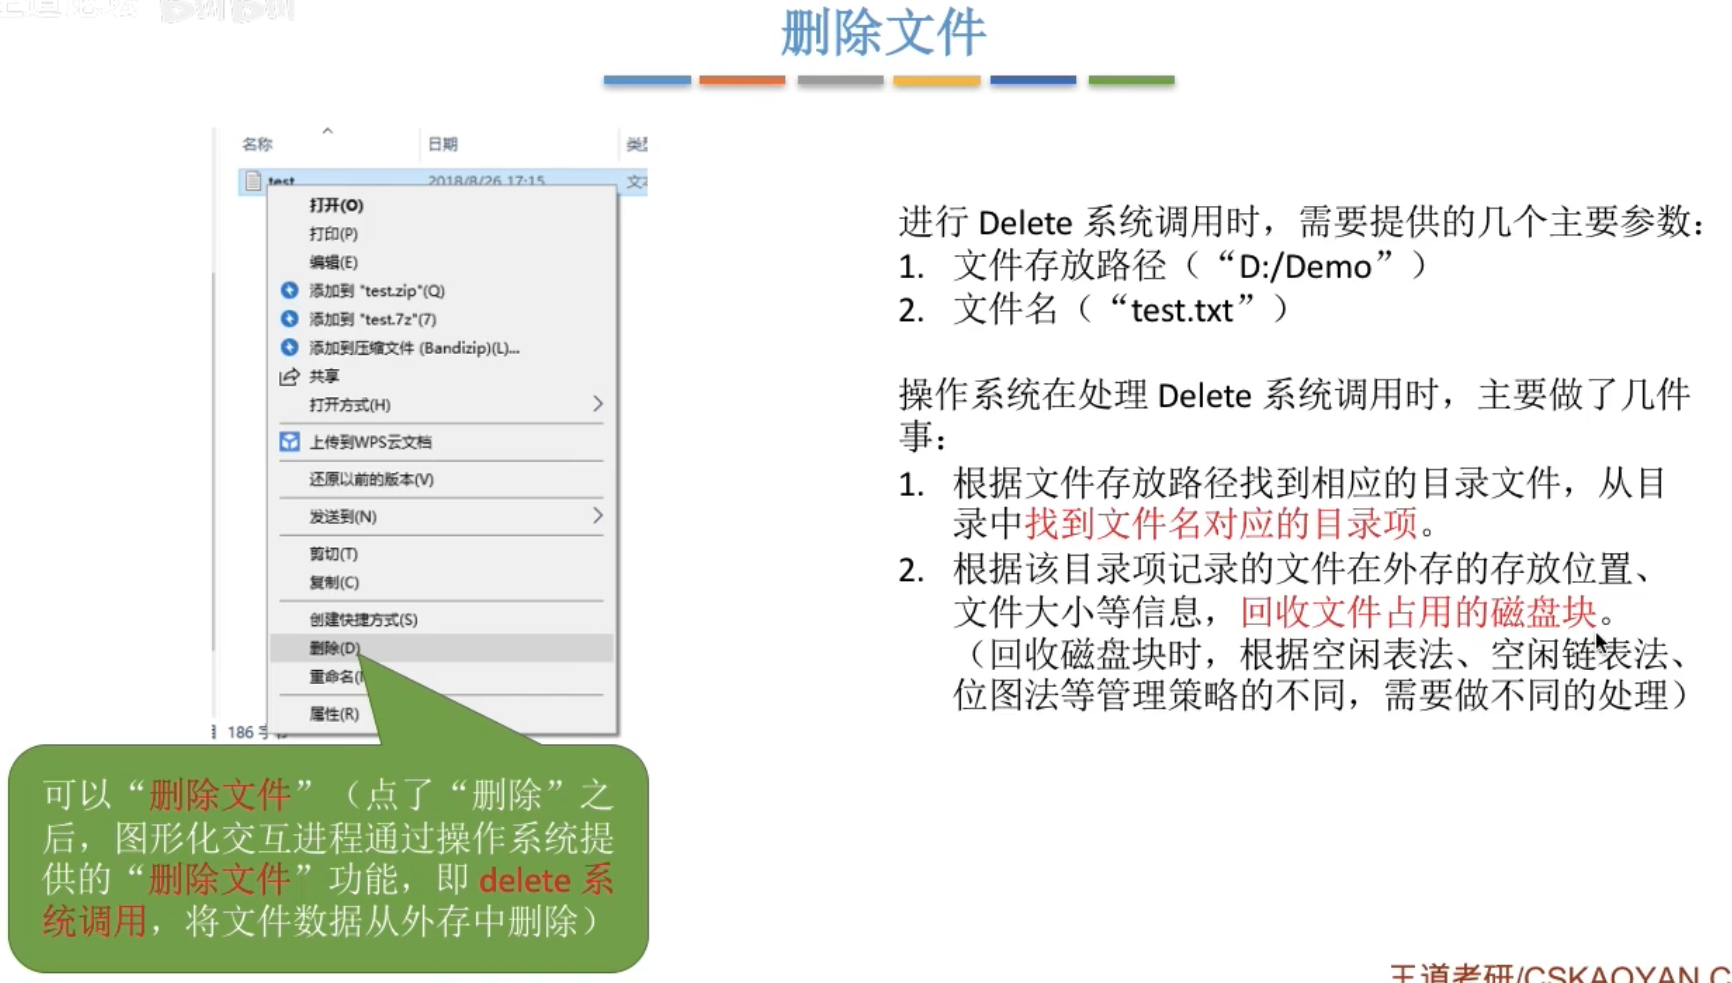 删除文件
名称
日期
test
2018/8/26 17:15
打开(O)
打印(P)
编辑(E)
添加到 "test.zip"(Q)
添加到 "test.7z"(7)
添加到压缩文件 (Bandizip)(L)...
共享
打开方式(H)
上传到WPS云文档
还原以前的版本(V)
发送到(N)
剪切(T)
复制(C)
创建快捷方式(S)
删除(D)
重命名(
属性(R)
186
可以“删除文件”（点了“删除”之
后，图形化交互进程通过操作系统提
供的“删除文件”功能，即 delete 系
统调用，将文件数据从外存中删除）
进行 Delete 系统调用时，需要提供的几个主要参数：
1. 文件存放路径（“D:/Demo”）
2. 文件名（“test.txt”）
操作系统在处理 Delete 系统调用时，主要做了几件
事：
1. 根据文件存放路径找到相应的目录文件，从目
录中找到文件名对应的目录项。
2. 根据该目录项记录的文件在外存的存放位置、
文件大小等信息，回收文件占用的磁盘块。
（回收磁盘块时，根据空闲表法、空闲链表法、
位图法等管理策略的不同，需要做不同的处理）
王道考研/CSKAOYAN.C